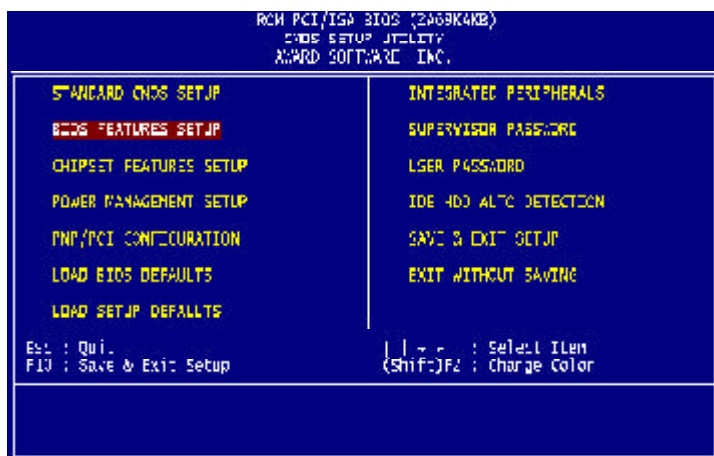 ROM PCI/ISA BIOS (2A69K4KB)
CMOS SETUP UTILITY
AWARD SOFTWARE INC.
STANDARD CMOS SETUP
BIOS FEATURES SETUP
CHIPSET FEATURES SETUP
POWER MANAGEMENT SETUP
PNP/PCI CONFIGURATION
LOAD BIOS DEFAULTS
LOAD SETUP DEFAULTS
INTEGRATED PERIPHERALS
SUPERVISOR PASSWORD
USER PASSWORD
IDE HDD AUTO DETECTION
SAVE & EXIT SETUP
EXIT WITHOUT SAVING
Esc : Quit
F10 : Save & Exit Setup
: Select Item
(Shift)F2 : Change Color